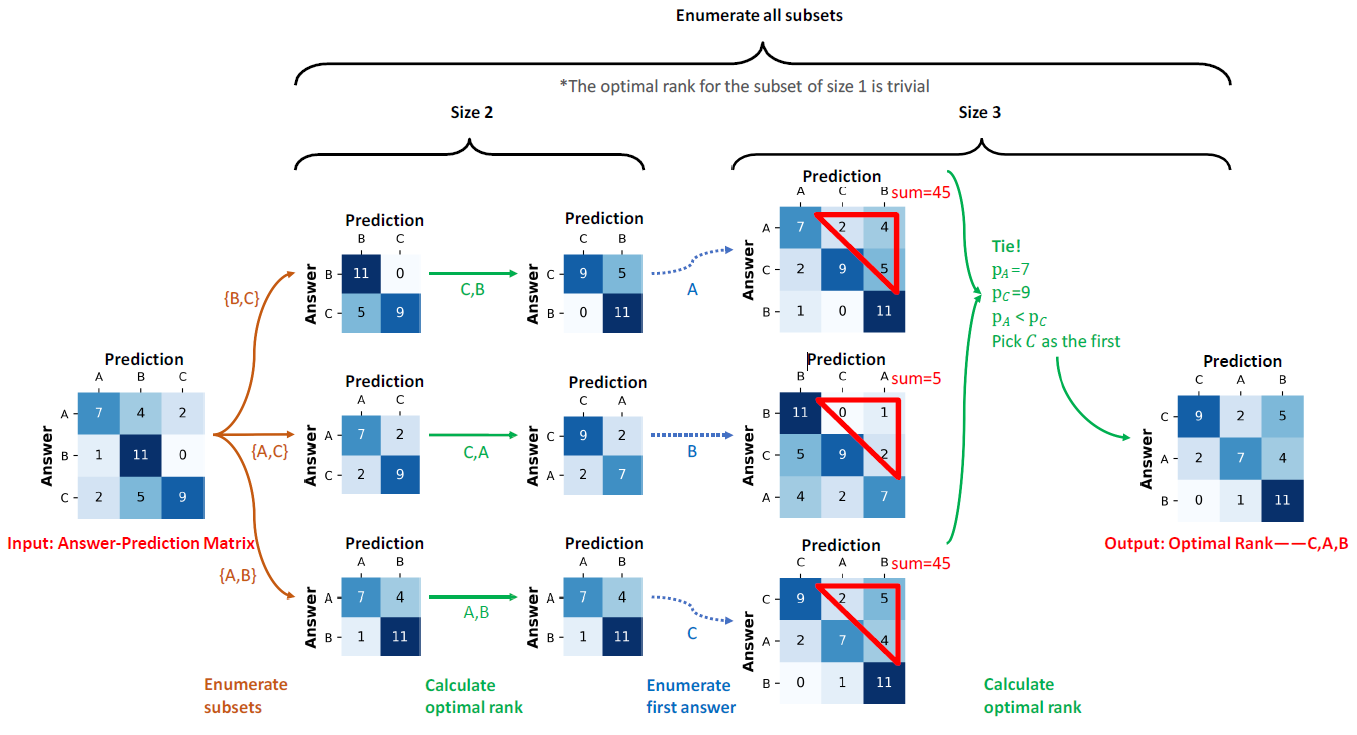 Enumerate all subsets
*The optimal rank for the subset of size 1 is trivial
Size 2
Size 3
Prediction
B C
Answer
B 11 0
C 5 9
Prediction
C B
Answer
C 9 5
B 0 11
Prediction
A C B
sum=45
Answer
A 7 2 4
C 2 9 5
B 1 0 11
{B,C}
C,B
A
Tie!
p_A=7
p_C=9
p_A < p_C
Pick C as the first
Prediction
A B C
Answer
A 7 4 2
B 1 11 0
C 2 5 9
Input: Answer-Prediction Matrix
{A,C}
Prediction
A C
Answer
A 7 2
C 2 9
C,A
Prediction
C A
Answer
C 9 2
A 2 7
B
Prediction
B C A
sum=5
Answer
B 11 0 1
C 5 9 2
A 4 2 7
Prediction
C A B
Answer
C 9 2 5
A 2 7 4
B 0 1 11
Output: Optimal Rank——C,A,B
{A,B}
Prediction
A B
Answer
A 7 4
B 1 11
A,B
Prediction
A B
Answer
A 7 4
B 1 11
C
Prediction
C A B
sum=45
Answer
C 9 2 5
A 2 7 4
B 0 1 11
Enumerate
subsets
Calculate
optimal rank
Enumerate
first answer
Calculate
optimal rank